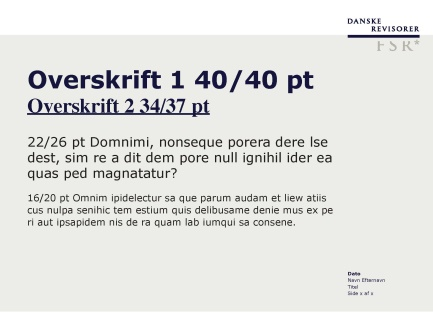 DANSKE
REVISORER
FSR*
Overskrift 1 40/40 pt
Overskrift 2 34/37 pt
22/26 pt Domnimi, nonseque porera dere lse
dest, sim re a dit dem pore null ignihil ider ea
quas ped magnatatur?
16/20 pt Omnim ipidelectur sa que parum audam et liew atiis
cus nulpa senihic tem estium quis delibusame denie mus ex pe
ri aut ipsapidem nis de ra quam lab iumqui sa consene.
Dato
Navn Efternavn
Titel
Side x af x